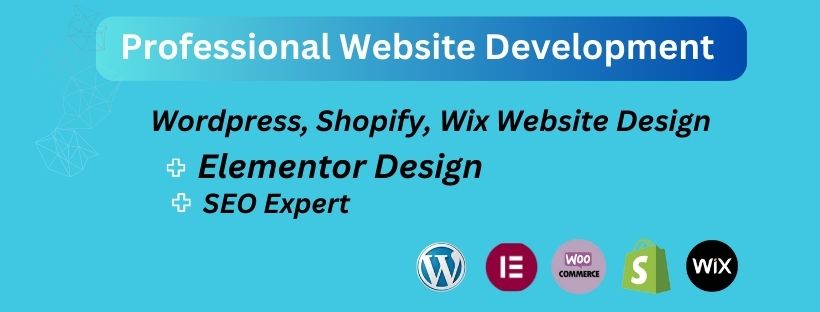 Professional Website Development
Wordpress, Shopify, Wix Website Design
Elementor Design
SEO Expert
W
E
WOO
COMMERCE
S
WiX